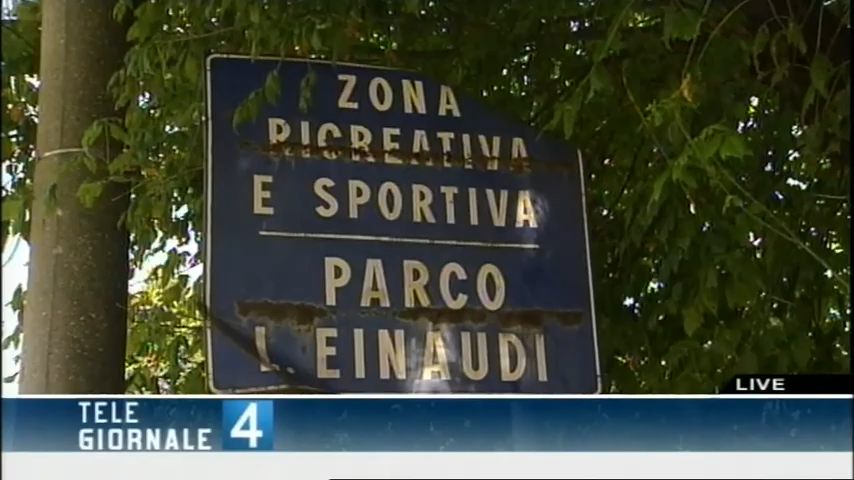 ZONA
RICREATIVA
E SPORTIVA
PARCO
L. EINAUDI
LIVE
TELE
GIORNALE 4